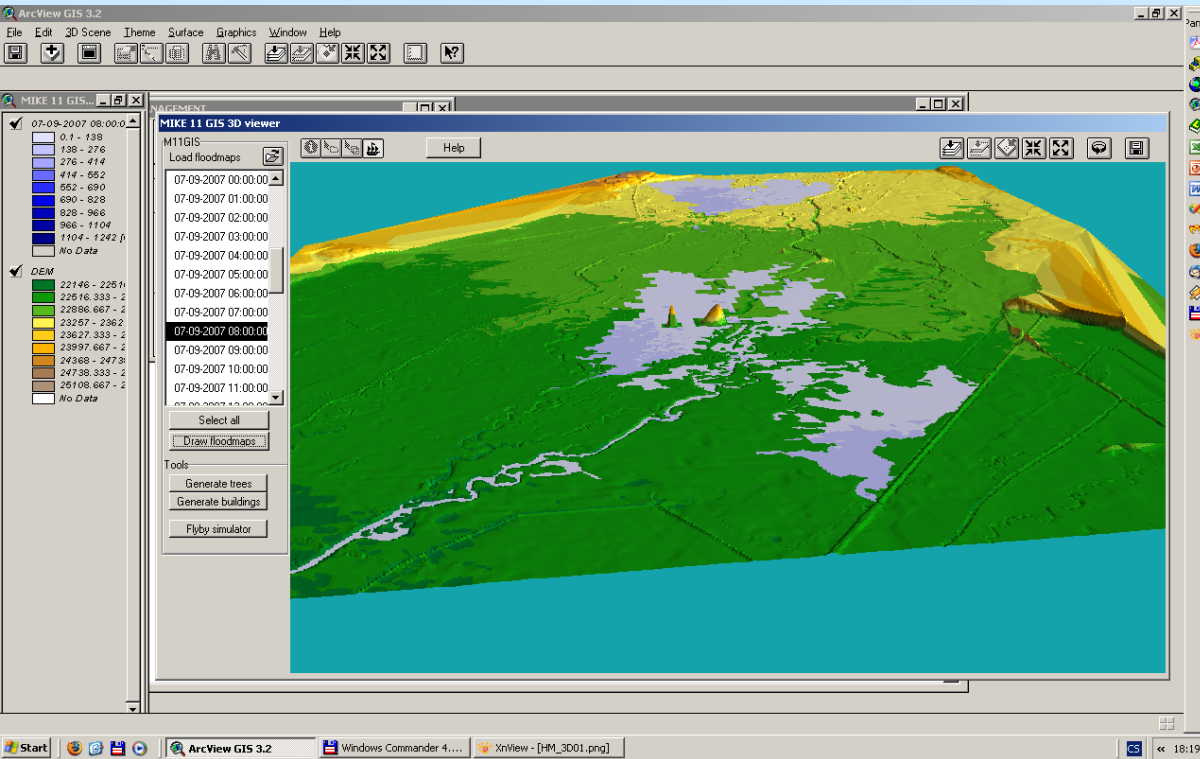 ArcView GIS 3.2
File Edit 3D Scene Theme Surface Graphics Window Help
MIKE 11 GIS...
07-09-2007 08:00:0
0.1 - 138
138 - 276
276 - 414
414 - 552
552 - 690
690 - 828
828 - 966
966 - 1104
1104 - 1242
No Data
DEM
22146 - 2251
22516.333 - 2
22886.667 - 2
23257 - 2362
23627.333 - 2
23997.667 - 2
24368 - 2473
24738.333 - 2
25108.667 - 2
No Data
NAGEMENT
MIKE 11 GIS 3D viewer
M11GIS
Load floodmaps
Help
07-09-2007 00:00:00
07-09-2007 01:00:00
07-09-2007 02:00:00
07-09-2007 03:00:00
07-09-2007 04:00:00
07-09-2007 05:00:00
07-09-2007 06:00:00
07-09-2007 07:00:00
07-09-2007 08:00:00
07-09-2007 09:00:00
07-09-2007 10:00:00
07-09-2007 11:00:00
Select all
Draw floodmaps
Tools
Generate trees
Generate buildings
Flyby simulator
Pan
Start
ArcView GIS 3.2
Windows Commander 4....
XnView - [HM_3D01.png]
CS
« 18:19